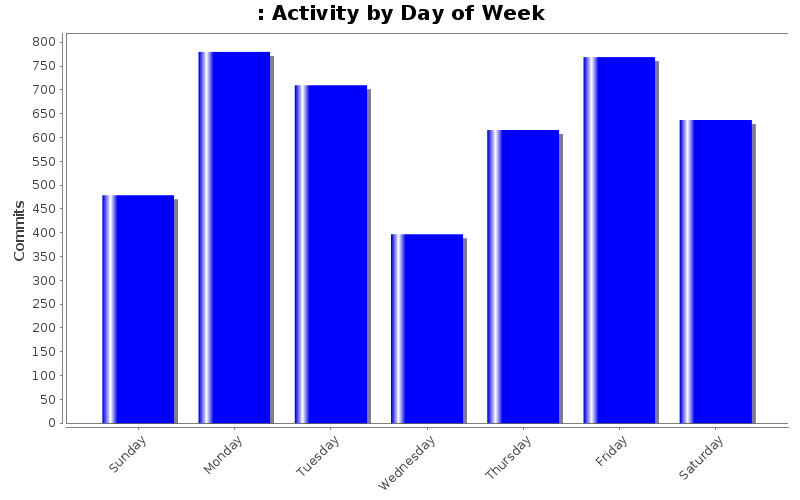 : Activity by Day of Week
Commits
800
750
700
650
600
550
500
450
400
350
300
250
200
150
100
50
0
Sunday
Monday
Tuesday
Wednesday
Thursday
Friday
Saturday